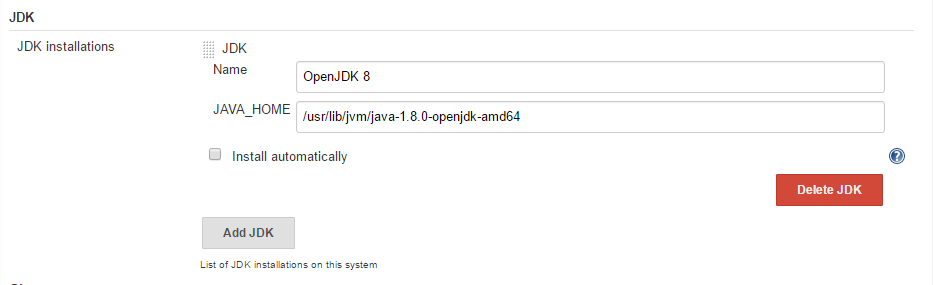 JDK
JDK installations
JDK
Name
OpenJDK 8
JAVA_HOME
/usr/lib/jvm/java-1.8.0-openjdk-amd64
Install automatically
?
Delete JDK
Add JDK
List of JDK installations on this system